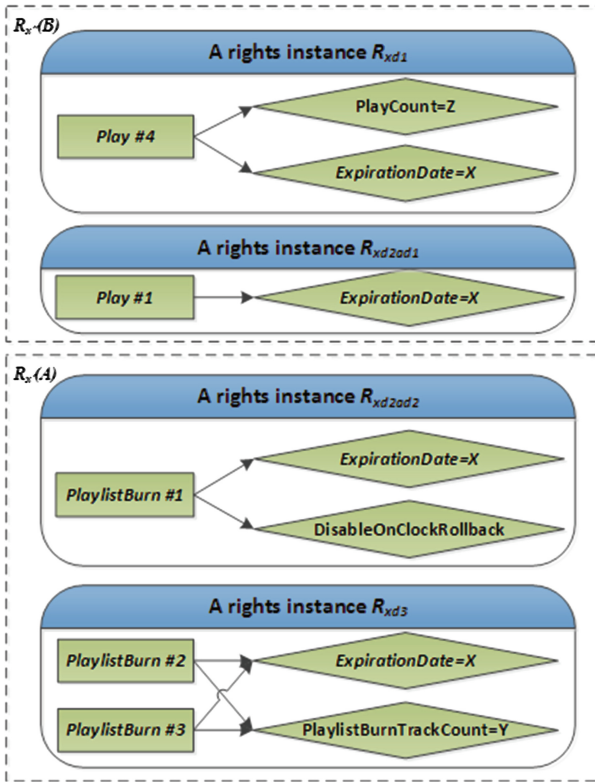 Rx-(B)
A rights instance Rxd1
Play #4
PlayCount=Z
ExpirationDate=X
A rights instance Rxd2ad1
Play #1
ExpirationDate=X
Rx-(A)
A rights instance Rxd2ad2
PlaylistBurn #1
ExpirationDate=X
DisableOnClockRollback
A rights instance Rxd3
PlaylistBurn #2
ExpirationDate=X
PlaylistBurn #3
PlaylistBurnTrackCount=Y